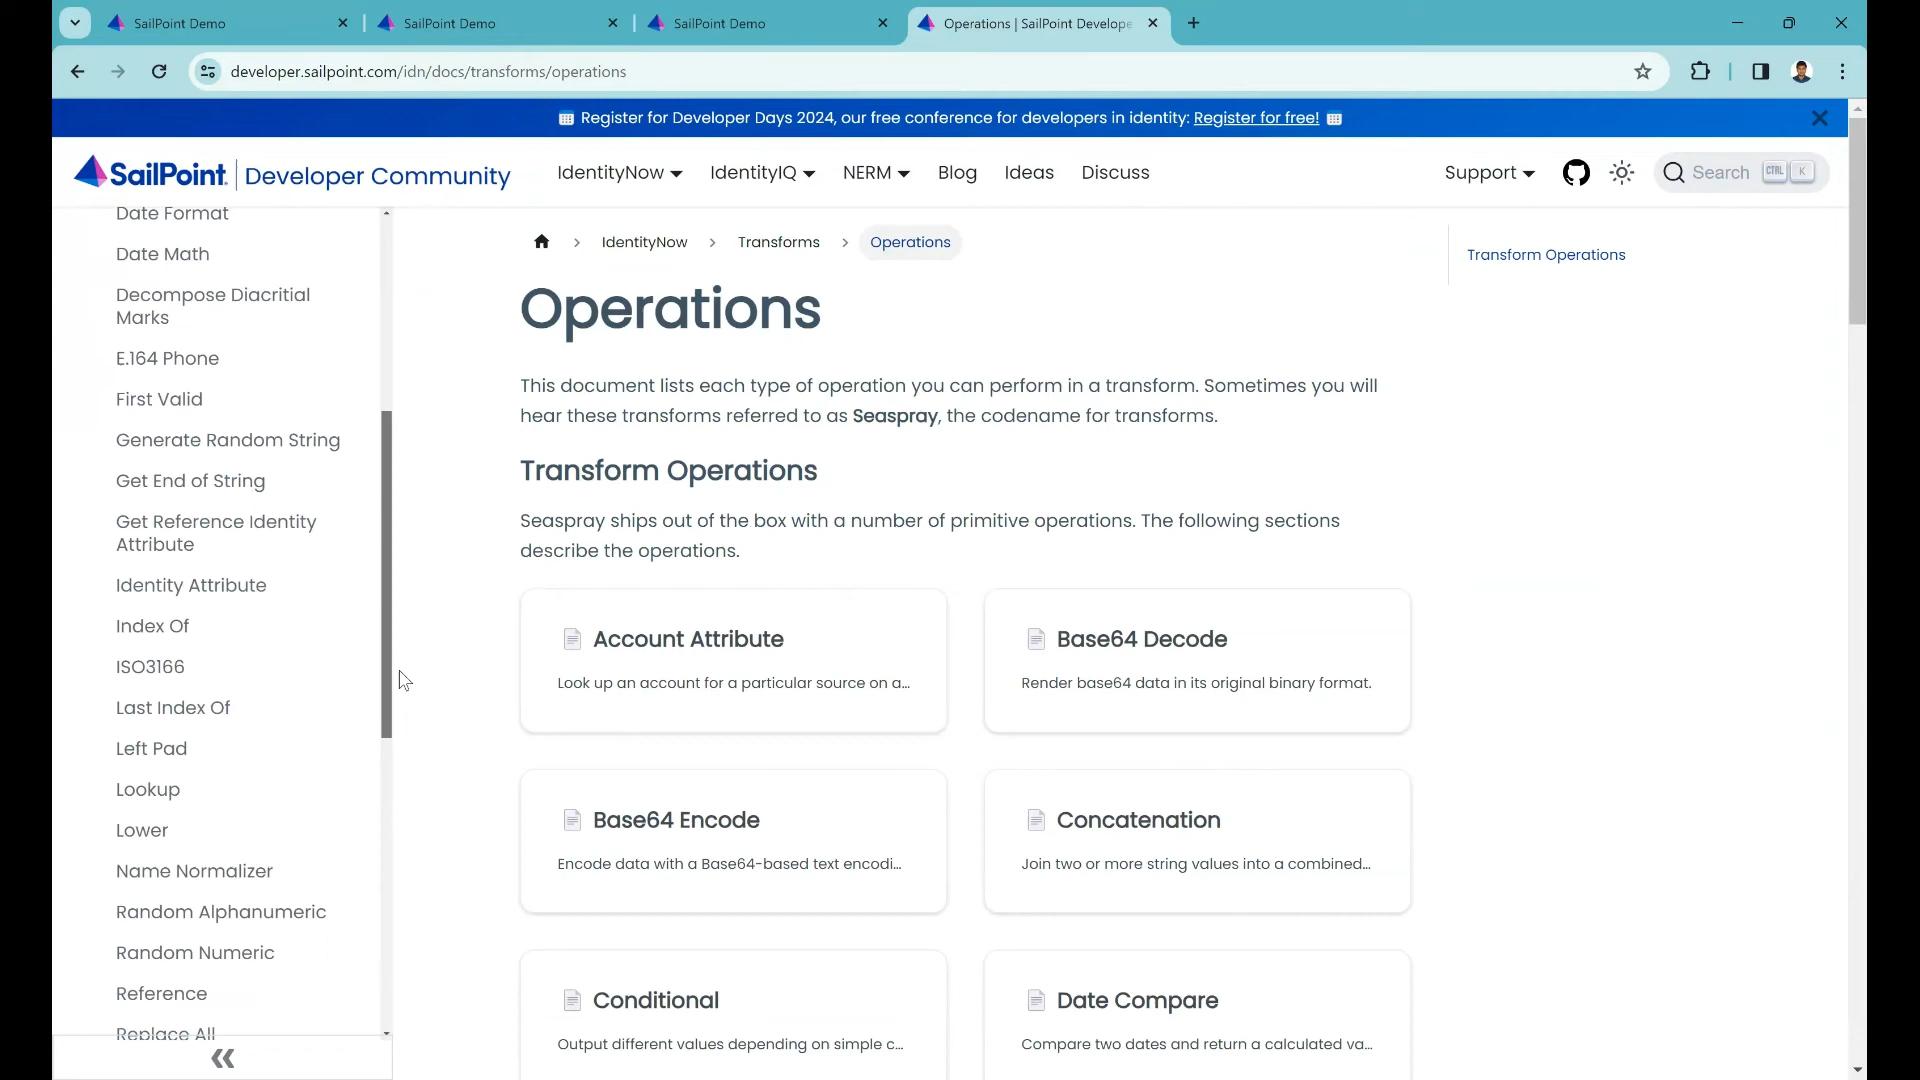 SailPoint Demo
SailPoint Demo
SailPoint Demo
Operations | SailPoint Develope
developer.sailpoint.com/idn/docs/transforms/operations
Register for Developer Days 2024, our free conference for developers in identity: Register for free!
SailPoint. Developer Community
IdentityNow
IdentityIQ
NERM
Blog
Ideas
Discuss
Support
Search
CTRL
K
Date Format
Date Math
Decompose Diacritial
Marks
E.164 Phone
First Valid
Generate Random String
Get End of String
Get Reference Identity
Attribute
Identity Attribute
Index Of
ISO3166
Last Index Of
Left Pad
Lookup
Lower
Name Normalizer
Random Alphanumeric
Random Numeric
Reference
Replace All
IdentityNow
Transforms
Operations
Operations
This document lists each type of operation you can perform in a transform. Sometimes you will
hear these transforms referred to as Seaspray, the codename for transforms.
Transform Operations
Seaspray ships out of the box with a number of primitive operations. The following sections
describe the operations.
Account Attribute
Look up an account for a particular source on a...
Base64 Decode
Render base64 data in its original binary format.
Base64 Encode
Encode data with a Base64-based text encodi...
Concatenation
Join two or more string values into a combined...
Conditional
Output different values depending on simple c...
Date Compare
Compare two dates and return a calculated va...
Transform Operations